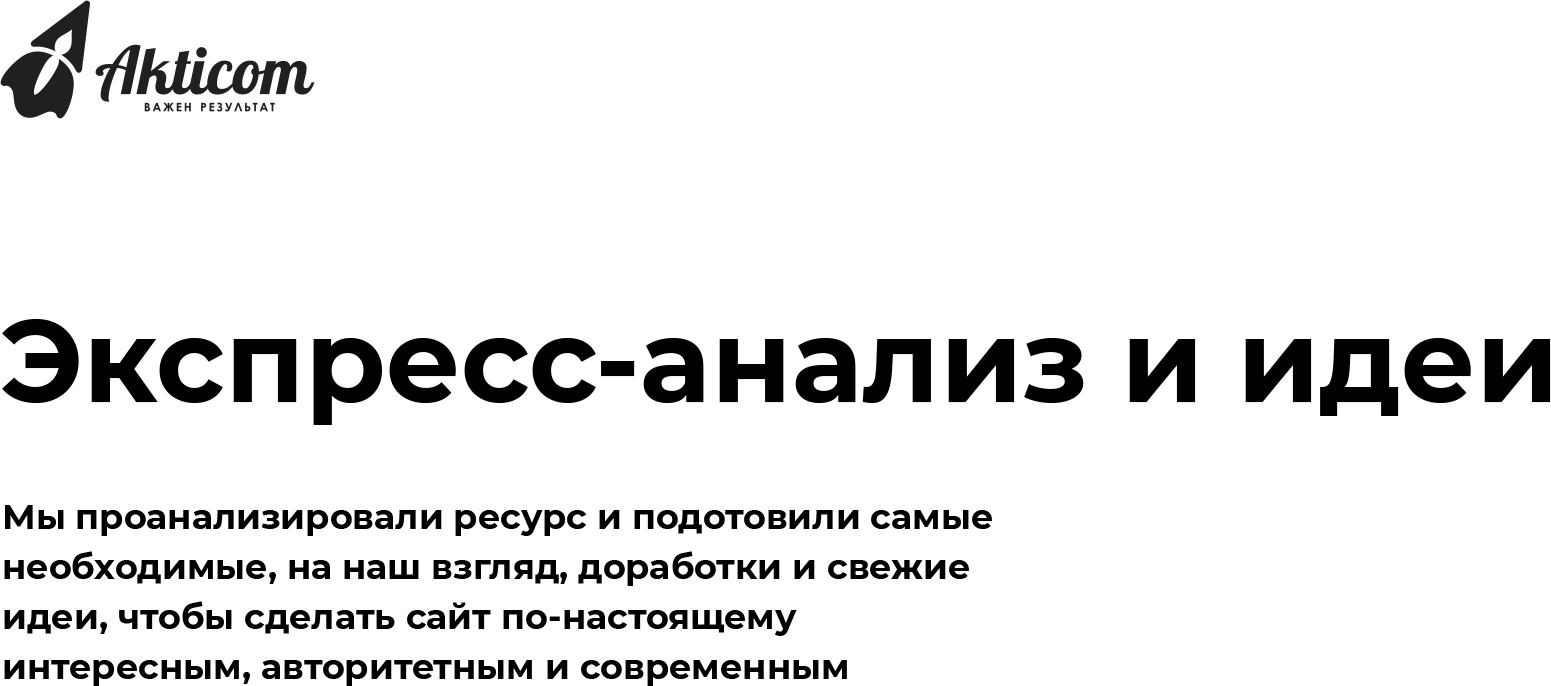 Akticom
ВАЖЕН РЕЗУЛЬТАТ
Экспресс-анализ и идеи
Мы проанализировали ресурс и подотовили самые
необходимые, на наш взгляд, доработки и свежие
идеи, чтобы сделать сайт по-настоящему
интересным, авторитетным и современным